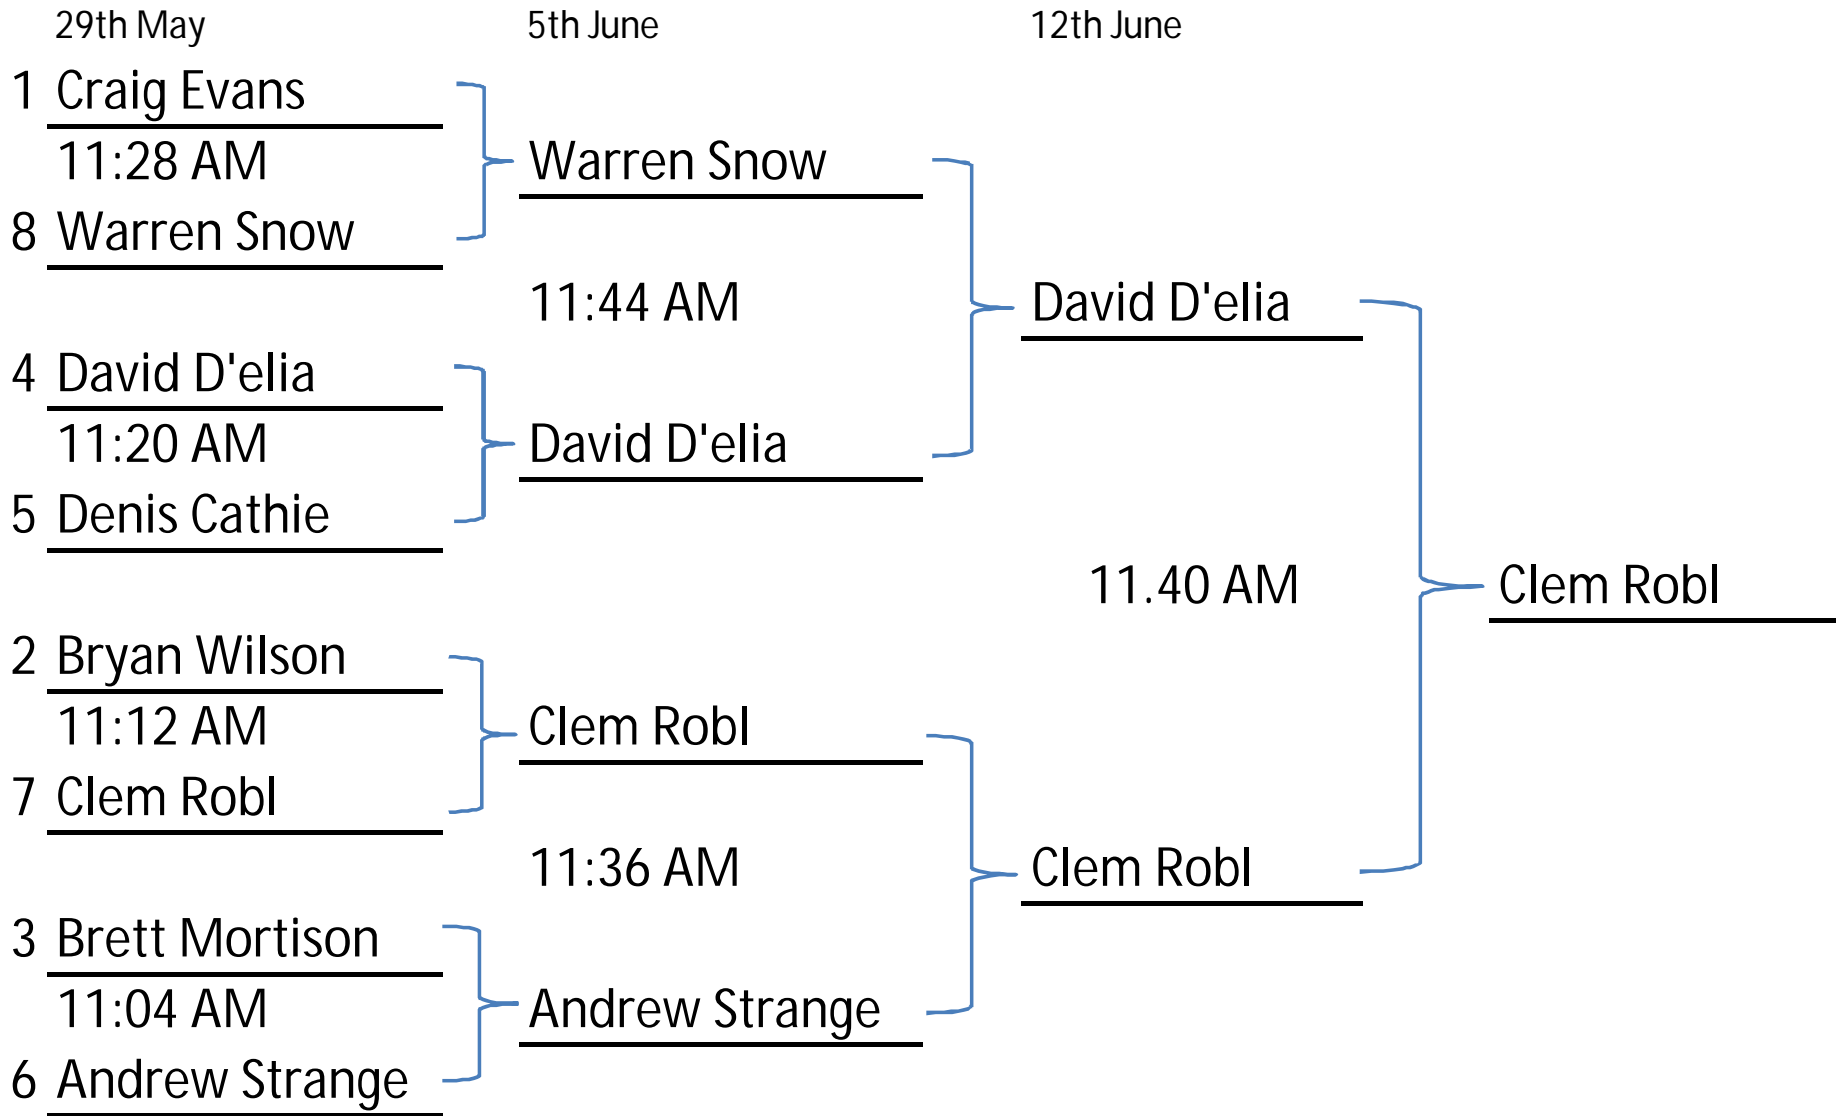 29th May 5th June 12th June
1 Craig Evans
11:28 AM Warren Snow
8 Warren Snow
11:44 AM David D'elia
4 David D'elia
11:20 AM David D'elia
5 Denis Cathie
11.40 AM Clem Robl
2 Bryan Wilson
11:12 AM Clem Robl
7 Clem Robl
11:36 AM Clem Robl
3 Brett Mortison
11:04 AM Andrew Strange
6 Andrew Strange